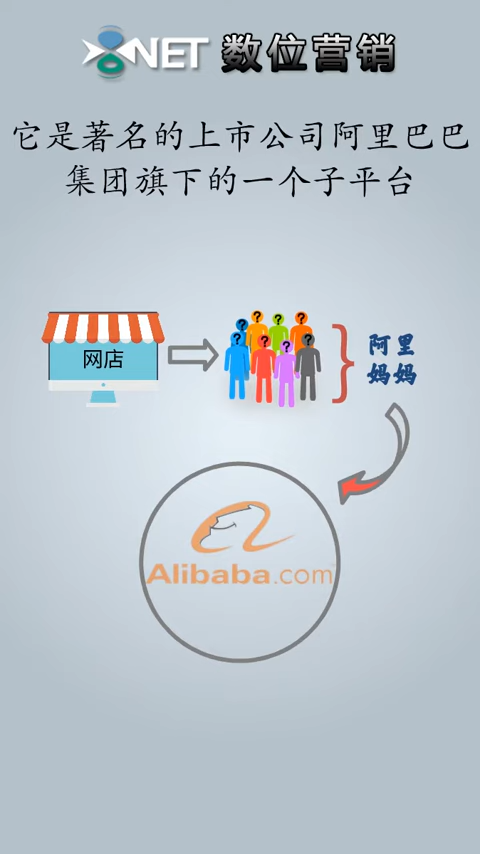 8NET 数位营销
它是著名的上市公司阿里巴巴
集团旗下的一个子平台
网店
? ? ? ? ? ? ? ?
阿里
妈妈
Alibaba.com